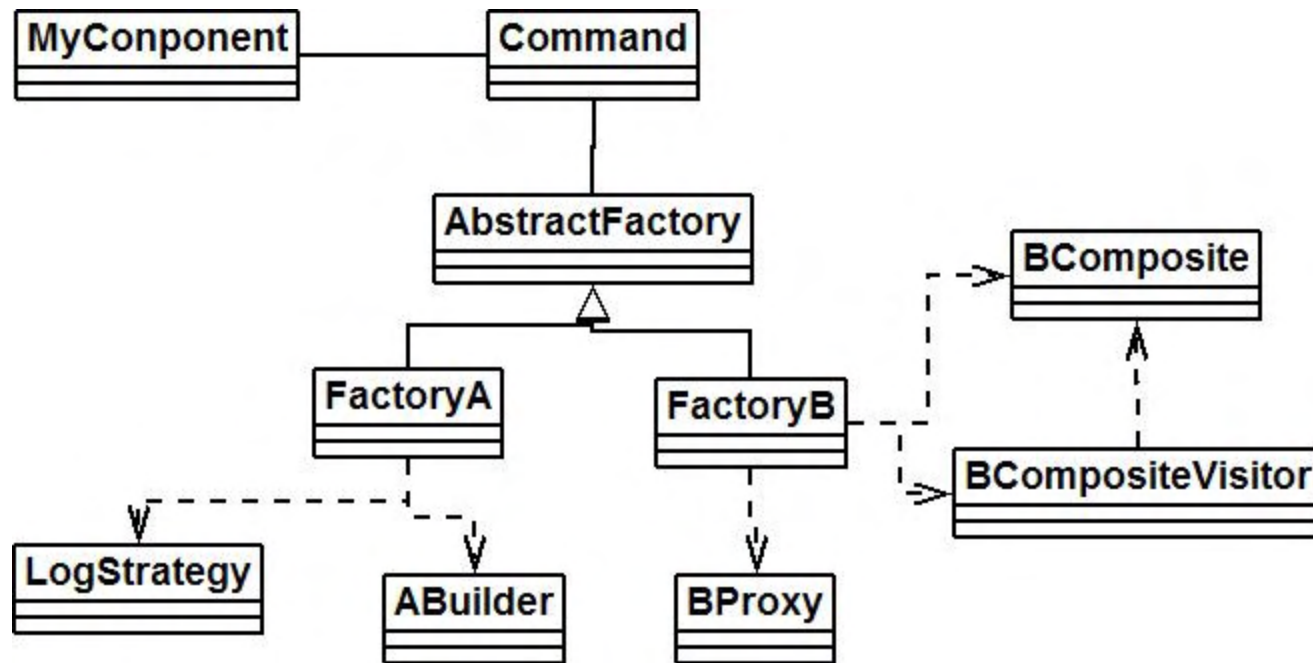 MyConponent
Command
AbstractFactory
BComposite
FactoryA
FactoryB
BCompositeVisitor
LogStrategy
ABuilder
BProxy